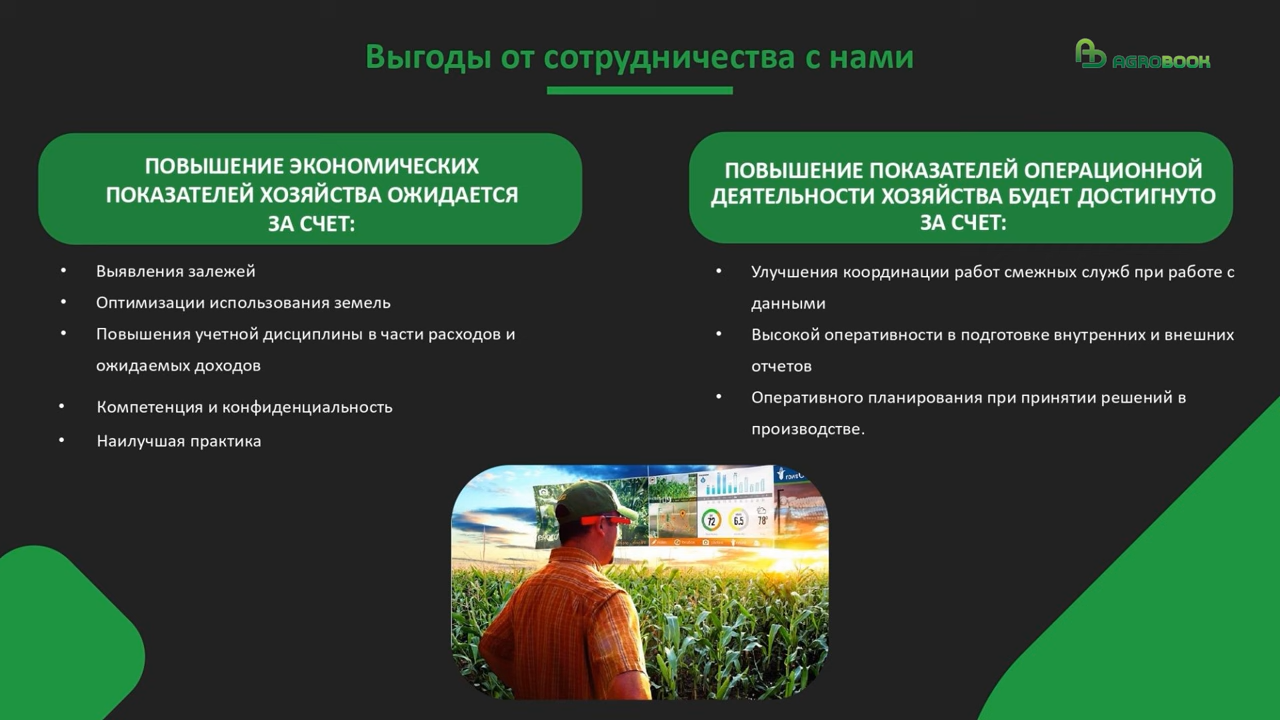 Выгоды от сотрудничества с нами
AGROBOOK
ПОВЫШЕНИЕ ЭКОНОМИЧЕСКИХ
ПОКАЗАТЕЛЕЙ ХОЗЯЙСТВА ОЖИДАЕТСЯ
ЗА СЧЕТ:
• Выявления залежей
• Оптимизации использования земель
• Повышения учетной дисциплины в части расходов и
ожидаемых доходов
• Компетенция и конфиденциальность
• Наилучшая практика
ПОВЫШЕНИЕ ПОКАЗАТЕЛЕЙ ОПЕРАЦИОННОЙ
ДЕЯТЕЛЬНОСТИ ХОЗЯЙСТВА БУДЕТ ДОСТИГНУТО
ЗА СЧЕТ:
• Улучшения координации работ смежных служб при работе с
данными
• Высокой оперативности в подготовке внутренних и внешних
отчетов
• Оперативного планирования при принятии решений в
производстве.
72
6.5
78°